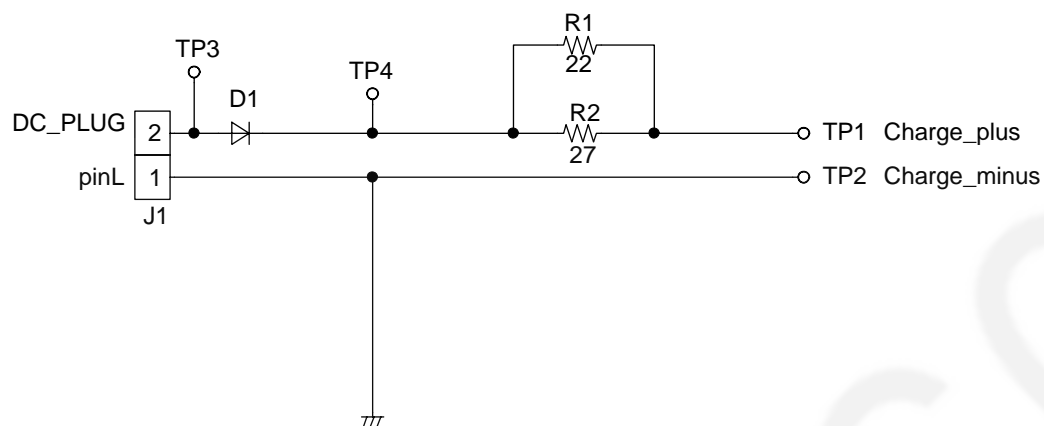 R1
22
TP3
TP4
D1
R2
27
DC_PLUG
2
TP1 Charge_plus
pinL
1
TP2 Charge_minus
J1